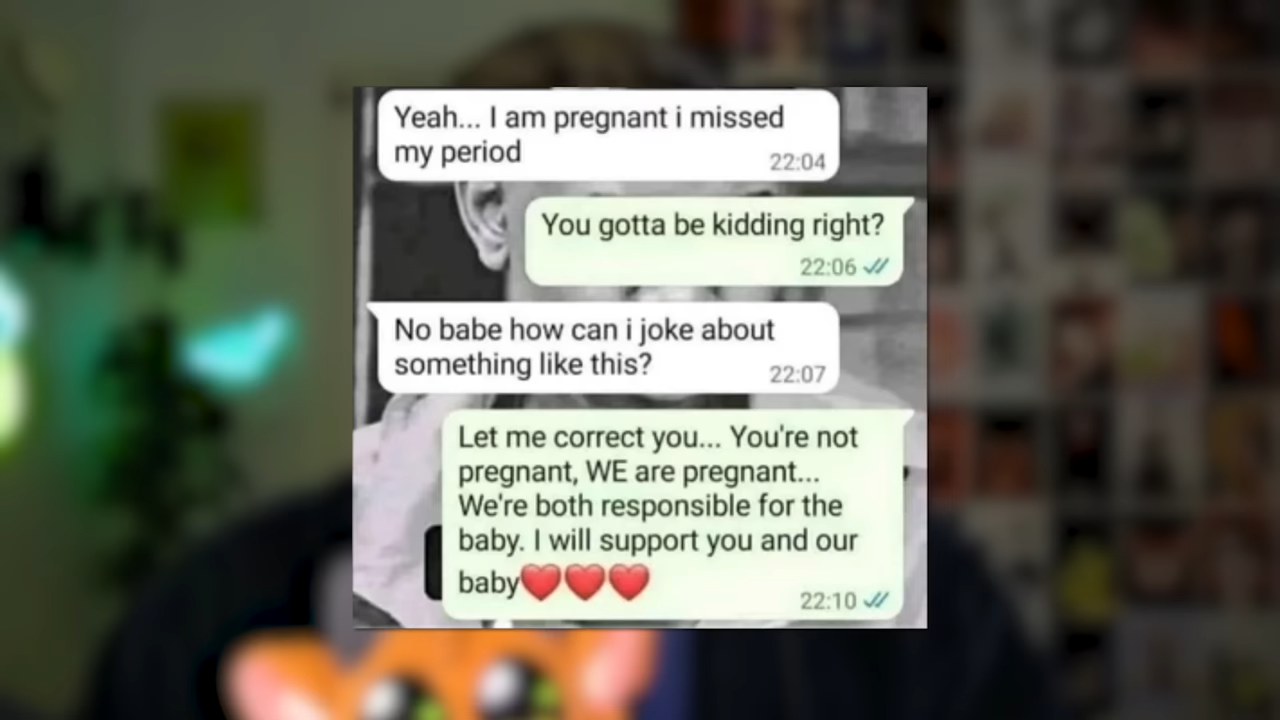 Yeah... I am pregnant i missed
my period
22:04
You gotta be kidding right?
22:06
No babe how can i joke about
something like this?
22:07
Let me correct you... You're not
pregnant, WE are pregnant...
We're both responsible for the
baby. I will support you and our
baby❤️❤️❤️
22:10